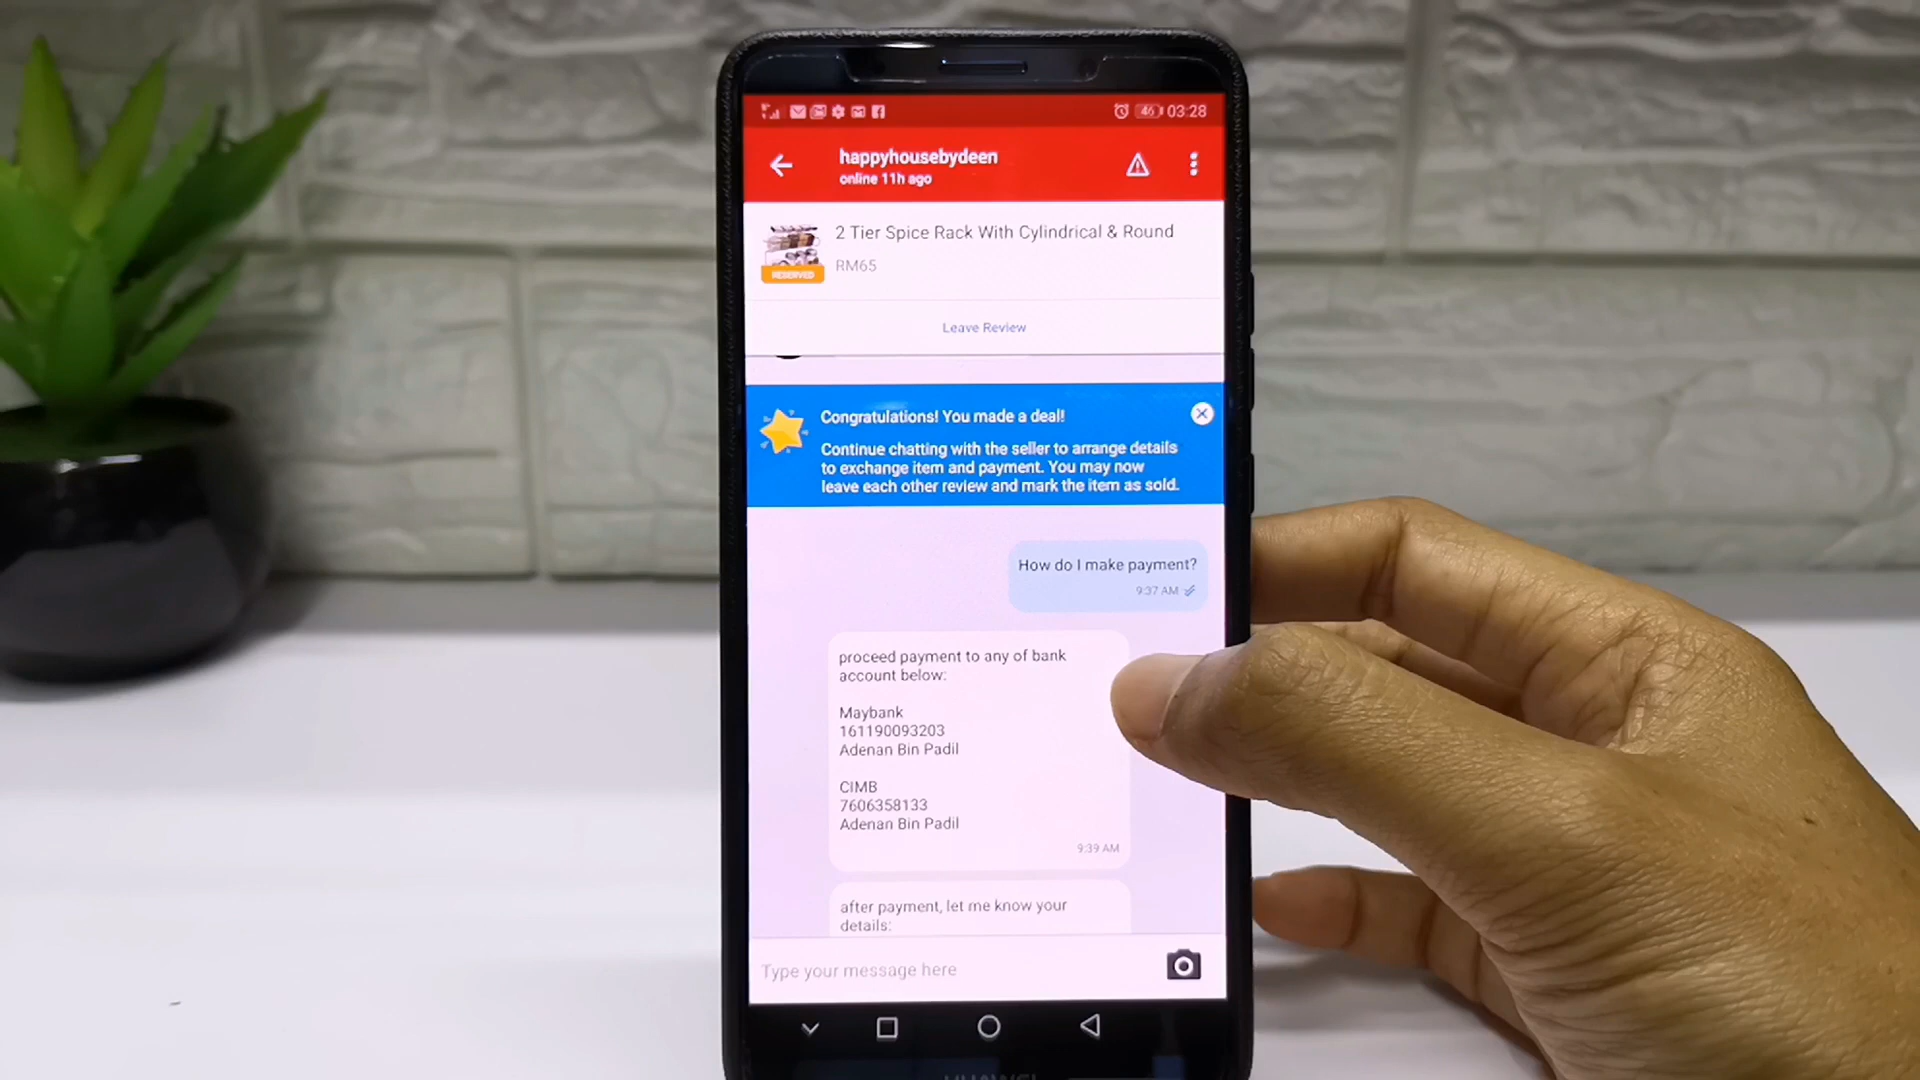 46 03:28
happyhousebydeen
online 11h ago
2 Tier Spice Rack With Cylindrical & Round
RESERVED
RM65
Leave Review
Congratulations! You made a deal!
Continue chatting with the seller to arrange details
to exchange item and payment. You may now
leave each other review and mark the item as sold.
How do I make payment?
9:37 AM
proceed payment to any of bank
account below:
Maybank
161190093203
Adenan Bin Padil
CIMB
7606358133
Adenan Bin Padil
9:39 AM
after payment, let me know your
details:
Type your message here
HUAWEI